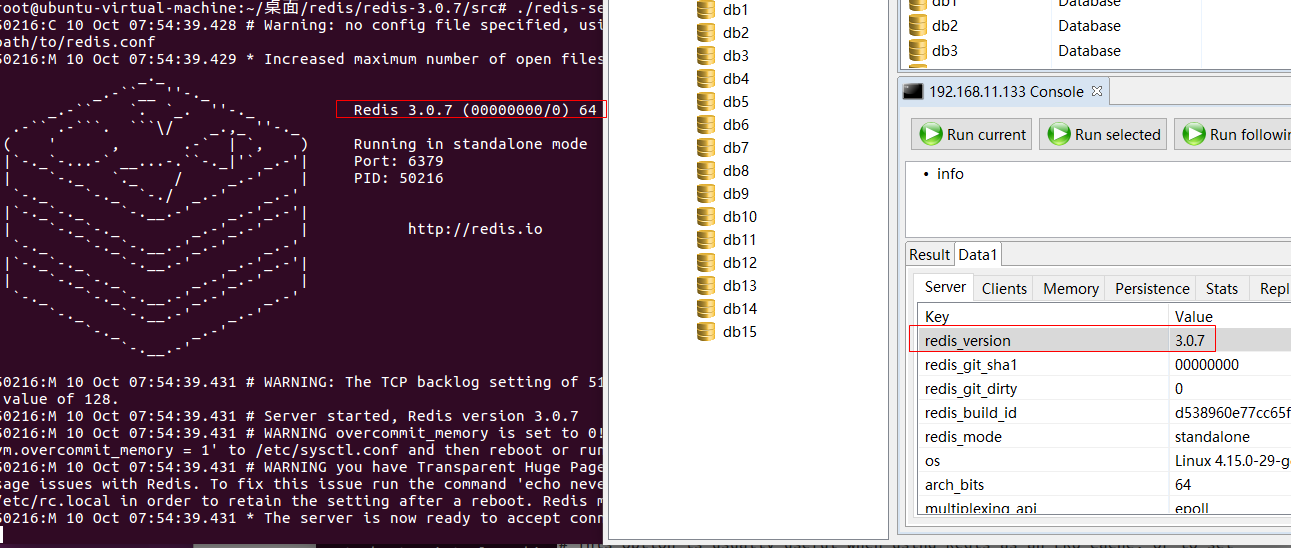 root@ubuntu-virtual-machine:~/桌面/redis/redis-3.0.7/src# ./redis-se
50216:C 10 Oct 07:54:39.428 # Warning: no config file specified, usi
path/to/redis.conf
50216:M 10 Oct 07:54:39.429 * Increased maximum number of open files
Redis 3.0.7 (00000000/0) 64
Running in standalone mode
Port: 6379
PID: 50216
http://redis.io
50216:M 10 Oct 07:54:39.431 # WARNING: The TCP backlog setting of 51
value of 128.
50216:M 10 Oct 07:54:39.431 # Server started, Redis version 3.0.7
50216:M 10 Oct 07:54:39.431 # WARNING overcommit_memory is set to 0!
vm.overcommit_memory = 1' to /etc/sysctl.conf and then reboot or run
50216:M 10 Oct 07:54:39.431 # WARNING you have Transparent Huge Page
sage issues with Redis. To fix this issue run the command 'echo neve
/etc/rc.local in order to retain the setting after a reboot. Redis m
50216:M 10 Oct 07:54:39.431 * The server is now ready to accept conn
db1
db2
db3
db4
db5
db6
db7
db8
db9
db10
db11
db12
db13
db14
db15
db1 Database
db2 Database
db3 Database
192.168.11.133 Console
Run current Run selected Run followin
• info
Result Data1
Server Clients Memory Persistence Stats Repl
Key Value
redis_version 3.0.7
redis_git_sha1 00000000
redis_git_dirty 0
redis_build_id d538960e77cc65f
redis_mode standalone
os Linux 4.15.0-29-ge
arch_bits 64
multiplexing_api epoll